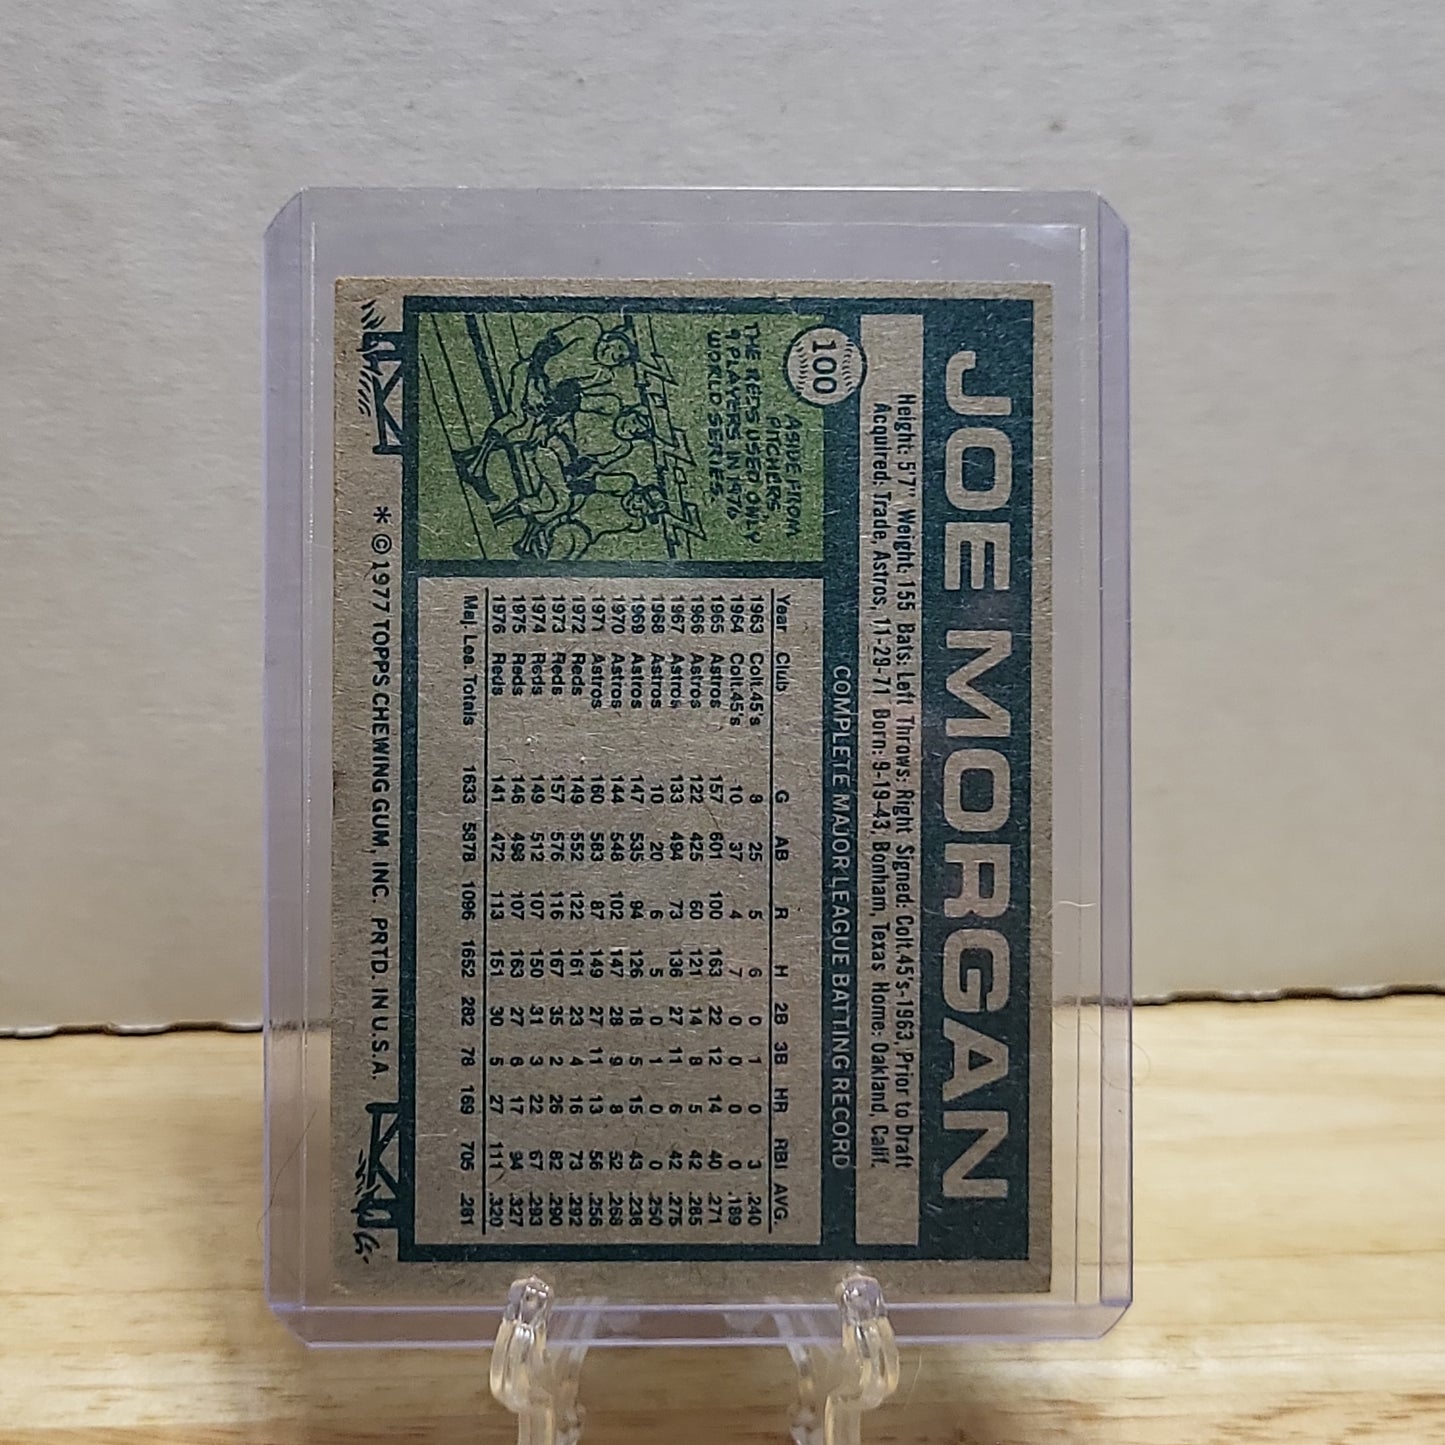 JOE MORGAN
Height: 5'7" Weight: 155 Bats: Left Throws: Right Signed: Colt.45's-1963, Prior to Draft
Acquired: Trade, Astros, 11-29-71 Born: 9-19-43, Bonham, Texas Home: Oakland, Calif.
100
ASIDE FROM
PITCHERS,
THE REDS USED ONLY
9 PLAYERS IN 1976
WORLD SERIES.
COMPLETE MAJOR LEAGUE BATTING RECORD
Year Club G AB R H 2B 3B HR RBI AVG.
1963 Colt.45's 8 25 5 6 0 1 0 3 .240
1964 Colt.45's 10 37 4 7 0 0 0 0 .189
1965 Astros 157 601 100 163 22 12 14 40 .271
1966 Astros 122 425 60 121 14 8 5 42 .285
1967 Astros 133 494 73 136 27 11 6 42 .275
1968 Astros 10 20 6 5 0 1 0 0 .250
1969 Astros 147 535 94 126 18 5 15 43 .236
1970 Astros 144 548 102 147 28 9 8 52 .268
1971 Astros 160 583 87 149 27 11 13 56 .256
1972 Reds 149 552 122 161 23 4 16 73 .292
1973 Reds 157 576 116 167 35 2 26 82 .290
1974 Reds 149 512 107 150 31 3 22 67 .293
1975 Reds 146 498 107 163 27 6 17 94 .327
1976 Reds 141 472 113 151 30 5 27 111 .320
Maj. Lea. Totals 1633 5878 1096 1652 282 78 169 705 .281
* © 1977 TOPPS CHEWING GUM, INC. PRTD. IN U.S.A.